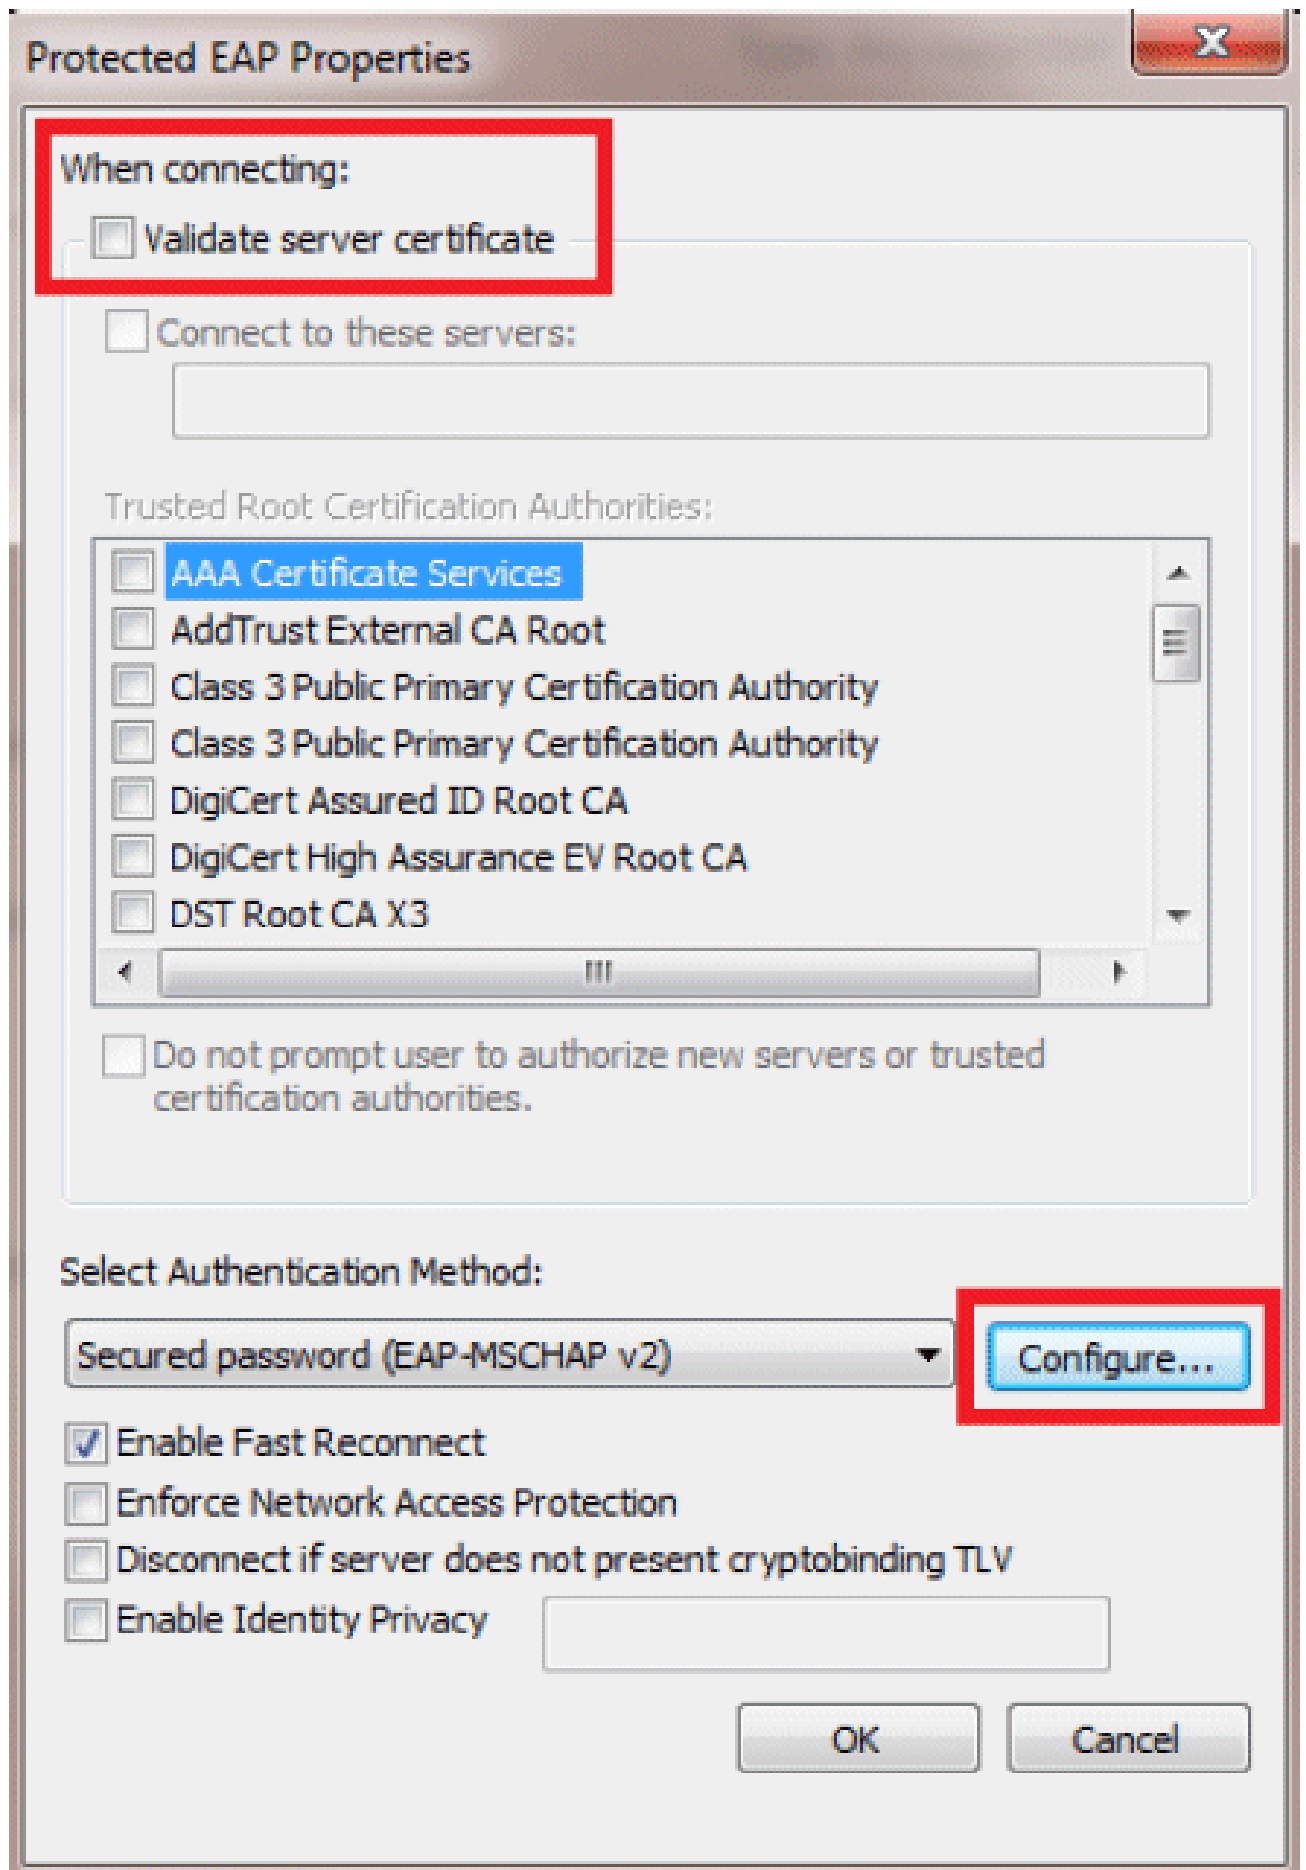 Protected EAP Properties
When connecting:
Validate server certificate
Connect to these servers:
Trusted Root Certification Authorities:
AAA Certificate Services
AddTrust External CA Root
Class 3 Public Primary Certification Authority
Class 3 Public Primary Certification Authority
DigiCert Assured ID Root CA
DigiCert High Assurance EV Root CA
DST Root CA X3
Do not prompt user to authorize new servers or trusted
certification authorities.
Select Authentication Method:
Secured password (EAP-MSCHAP v2)
Configure...
Enable Fast Reconnect
Enforce Network Access Protection
Disconnect if server does not present cryptobinding TLV
Enable Identity Privacy
OK
Cancel